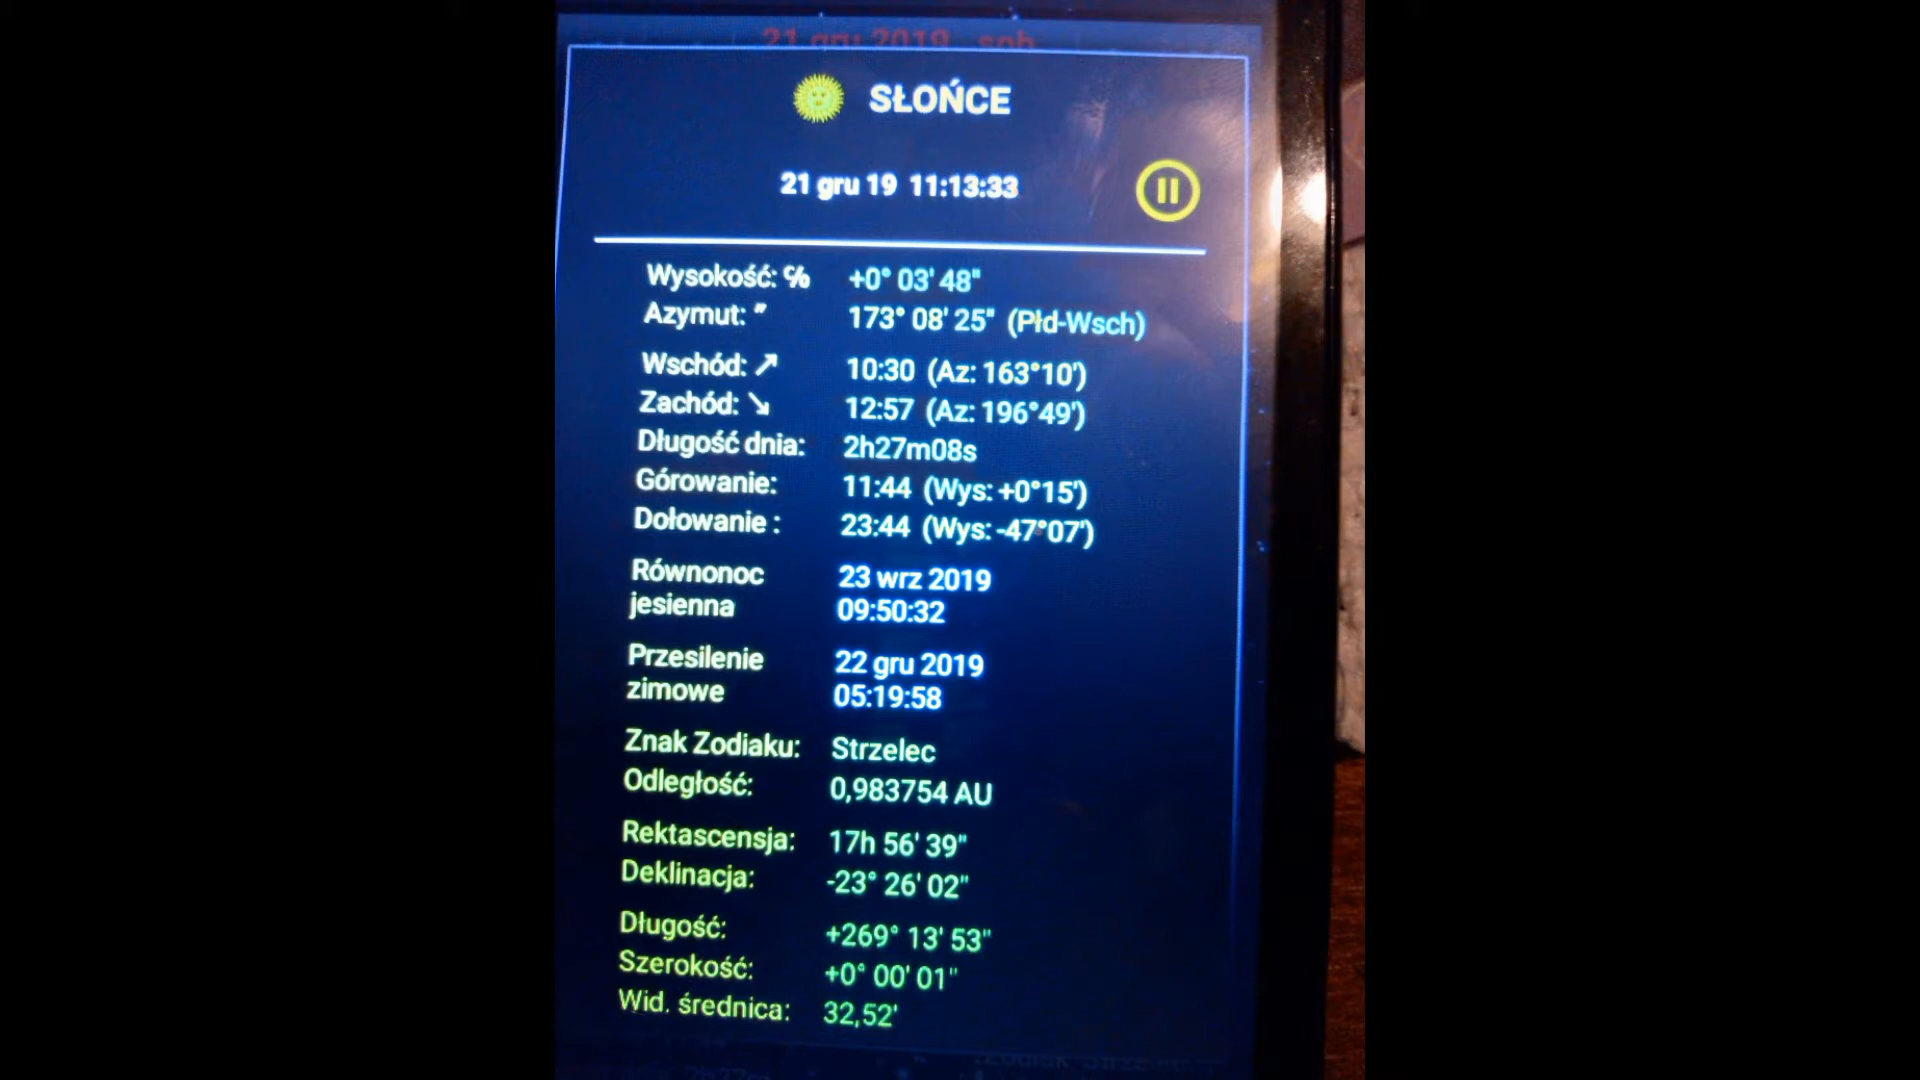 21 gru 2019 sob
SŁOŃCE
21 gru 19 11:13:33
Wysokość: +0° 03' 48"
Azymut: 173° 08' 25" (Płd-Wsch)
Wschód: ↗ 10:30 (Az: 163°10')
Zachód: ↘ 12:57 (Az: 196°49')
Długość dnia: 2h27m08s
Górowanie: 11:44 (Wys: +0°15')
Dołowanie : 23:44 (Wys: -47°07')
Równonoc 23 wrz 2019
jesienna 09:50:32
Przesilenie 22 gru 2019
zimowe 05:19:58
Znak Zodiaku: Strzelec
Odległość: 0,983754 AU
Rektascensja: 17h 56' 39"
Deklinacja: -23° 26' 02"
Długość: +269° 13' 53"
Szerokość: +0° 00' 01"
Wid. średnica: 32,52'